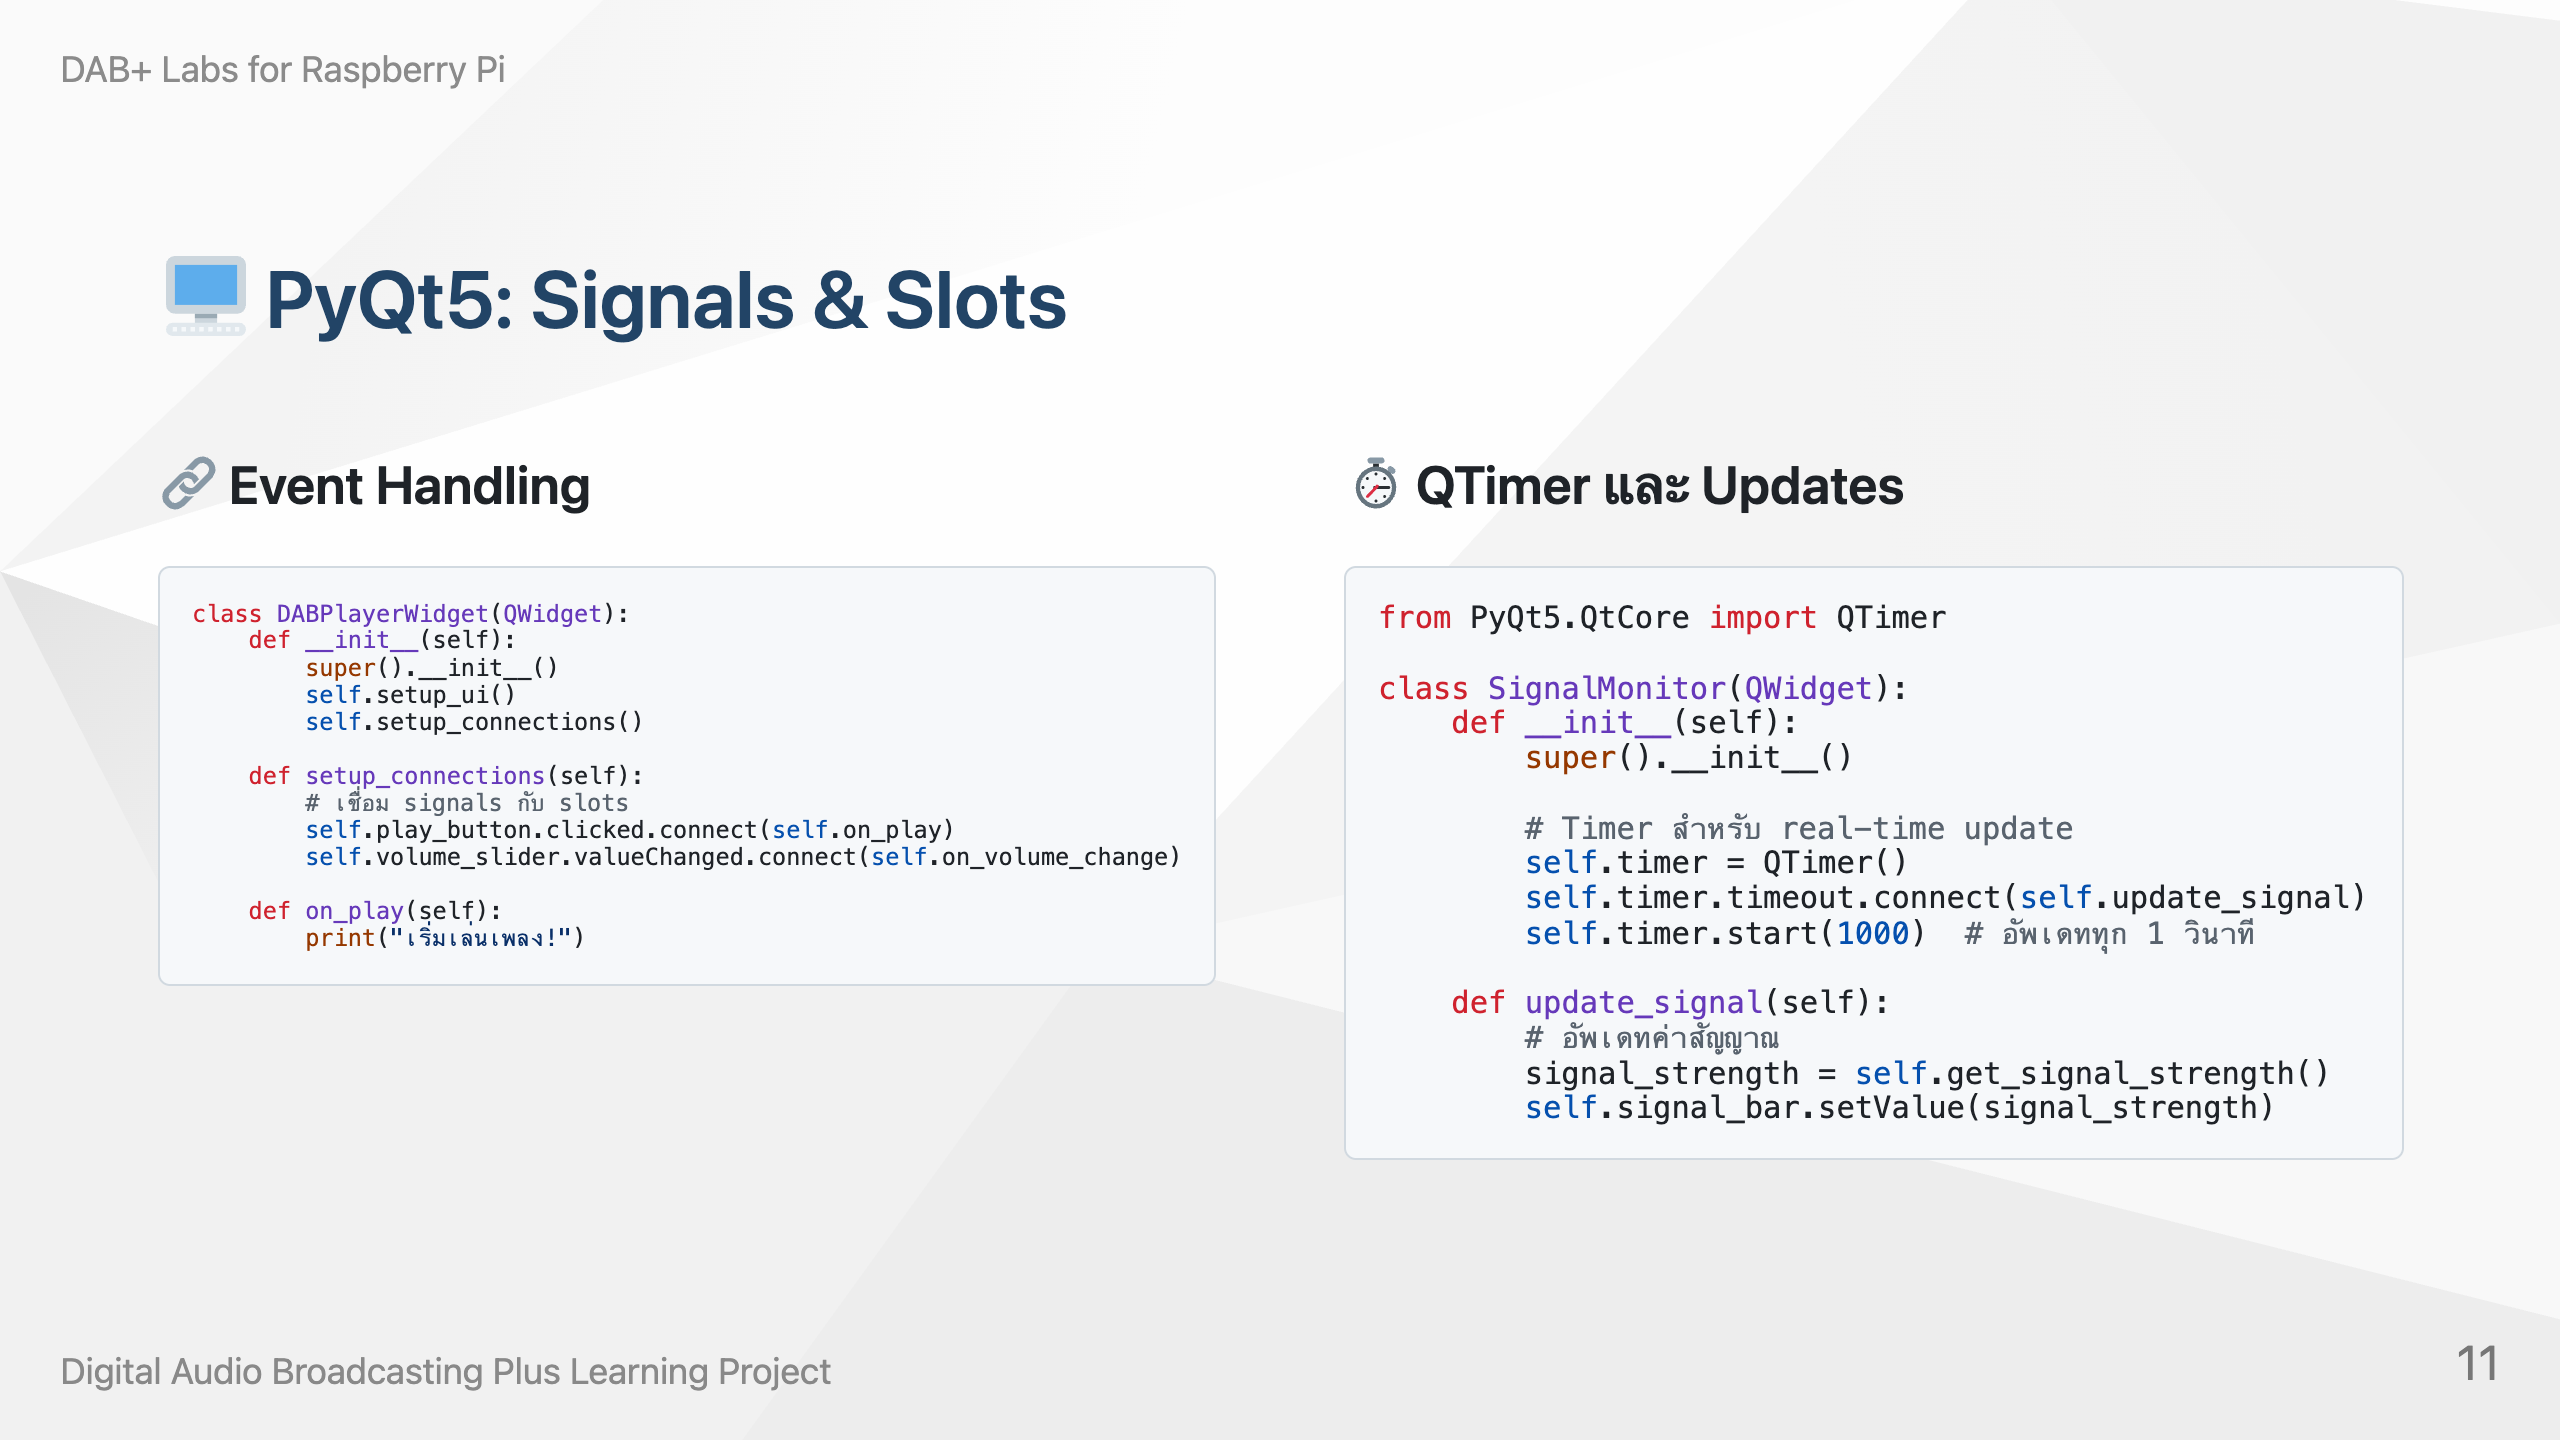 DAB+ Labs for Raspberry Pi
PyQt5: Signals & Slots
Event Handling
class DABPlayerWidget(QWidget):
    def __init__(self):
        super().__init__()
        self.setup_ui()
        self.setup_connections()

    def setup_connections(self):
        # เชื่อม signals กับ slots
        self.play_button.clicked.connect(self.on_play)
        self.volume_slider.valueChanged.connect(self.on_volume_change)

    def on_play(self):
        print("เริ่มเล่นเพลง!")
QTimer และ Updates
from PyQt5.QtCore import QTimer

class SignalMonitor(QWidget):
    def __init__(self):
        super().__init__()

        # Timer สำหรับ real-time update
        self.timer = QTimer()
        self.timer.timeout.connect(self.update_signal)
        self.timer.start(1000)  # อัพเดททุก 1 วินาที

    def update_signal(self):
        # อัพเดทค่าสัญญาณ
        signal_strength = self.get_signal_strength()
        self.signal_bar.setValue(signal_strength)
Digital Audio Broadcasting Plus Learning Project
11